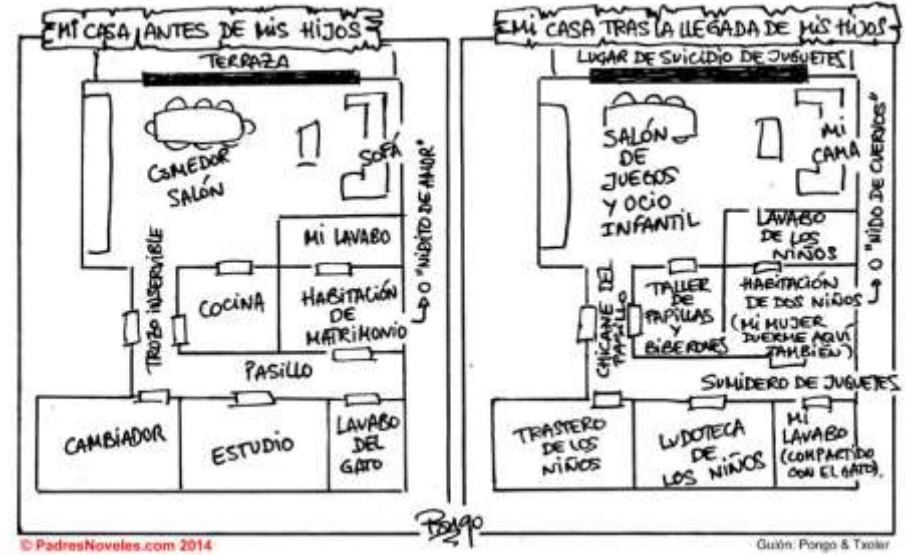 MI CASA ANTES DE MIS HIJOS
TERRAZA
COMEDOR
SALÓN
SOFÁ
O "NIDITO DE AMOR"
MI LAVABO
TROZO INSERVIBLE
COCINA
HABITACIÓN
DE
MATRIMONIO
PASILLO
CAMBIADOR
ESTUDIO
LAVABO
DEL
GATO
MI CASA TRAS LA LLEGADA DE MIS HIJOS
LUGAR DE SUICIDIO DE JUGUETES
SALÓN
DE
JUEGOS
Y OCIO
INFANTIL
MI
CAMA
O "NIDO DE CUERVOS"
LAVABO
DE LOS
NIÑOS
CHICANE DEL
PASILLO
TALLER
DE
PAPILLAS
Y
BIBERONES
HABITACIÓN
DE DOS NIÑOS
(MI MUJER
DUERME AQUÍ
TAMBIÉN)
SUMIDERO DE JUGUETES
TRASTERO
DE LOS
NIÑOS
LUDOTECA
DE
LOS NIÑOS
MI
LAVABO
(COMPARTIDO
CON EL GATO).
Pongo
© PadresNoveles.com 2014
Guión: Pongo & Txoler